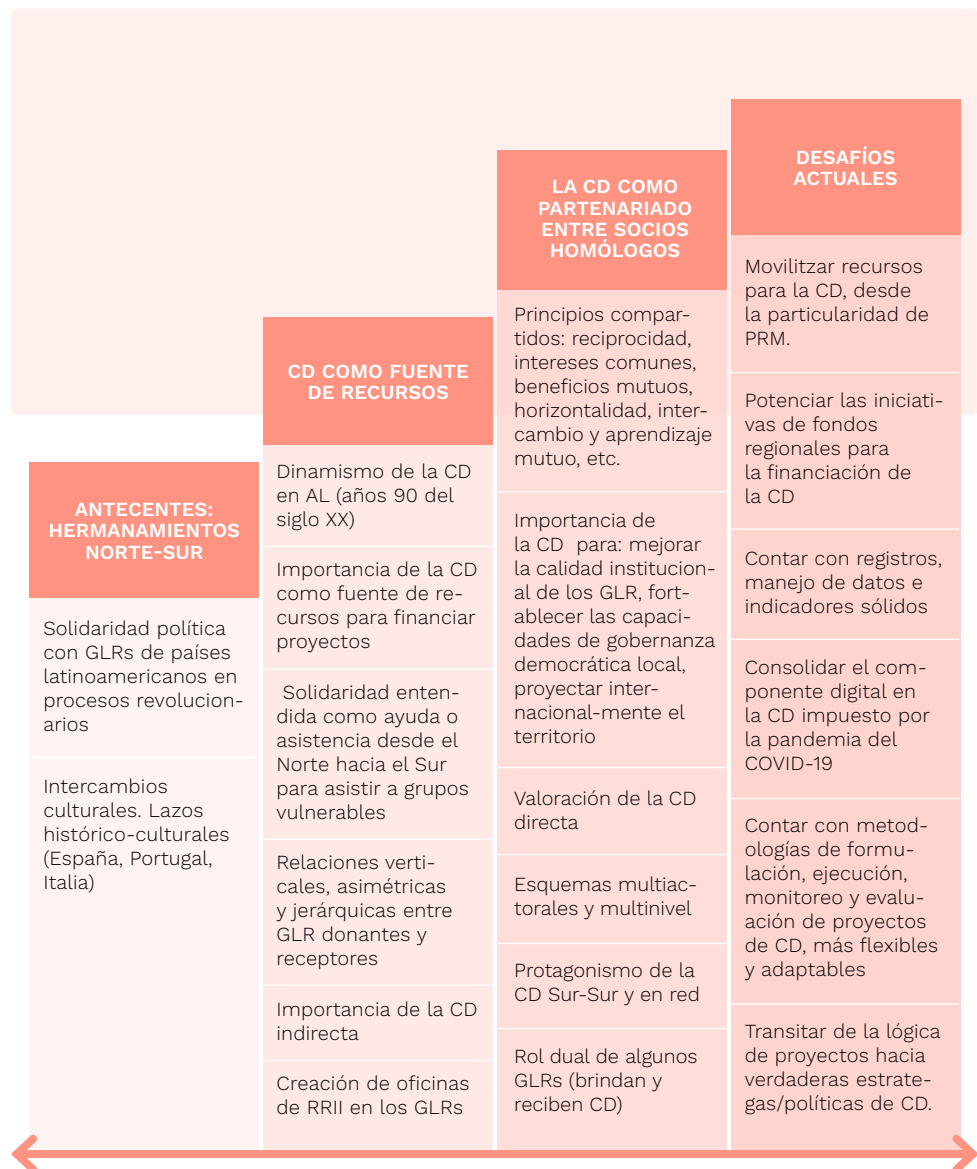 ANTECENTES:
HERMANAMIENTOS
NORTE-SUR
Solidaridad política
con GLRs de países
latinoamericanos en
procesos revolucion-
arios
Intercambios
culturales. Lazos
histórico-culturales
(España, Portugal,
Italia)
CD COMO FUENTE
DE RECURSOS
Dinamismo de la CD
en AL (años 90 del
siglo XX)
Importancia de la CD
como fuente de re-
cursos para financiar
proyectos
Solidaridad enten-
dida como ayuda o
asistencia desde el
Norte hacia el Sur
para asistir a grupos
vulnerables
Relaciones verti-
cales, asimétricas
y jerárquicas entre
GLR donantes y
receptores
Importancia de la CD
indirecta
Creación de oficinas
de RRII en los GLRs
LA CD COMO
PARTENARIADO
ENTRE SOCIOS
HOMÓLOGOS
Principios compar-
tidos: reciprocidad,
intereses comunes,
beneficios mutuos,
horizontalidad, inter-
cambio y aprendizaje
mutuo, etc.
Importancia de
la CD para: mejorar
la calidad institucion-
al de los GLR, fort-
ablecer las capaci-
dades de gobernanza
democrática local,
proyectar inter-
nacional-mente el
territorio
Valoración de la CD
directa
Esquemas multiac-
torales y multinivel
Protagonismo de la
CD Sur-Sur y en red
Rol dual de algunos
GLRs (brindan y
reciben CD)
DESAFÍOS
ACTUALES
Movilitzar recursos
para la CD, desde
la particularidad de
PRM.
Potenciar las iniciati-
vas de fondos
regionales para
la financiación de
la CD
Contar con registros,
manejo de datos e
indicadores sólidos
Consolidar el com-
ponente digital en
la CD impuesto por
la pandemia del
COVID-19
Contar con metod-
ologías de formu-
lación, ejecución,
monitoreo y evalu-
ación de proyectos
de CD, más flexibles
y adaptables
Transitar de la lógica
de proyectos hacia
verdaderas estrate-
gas/políticas de CD.